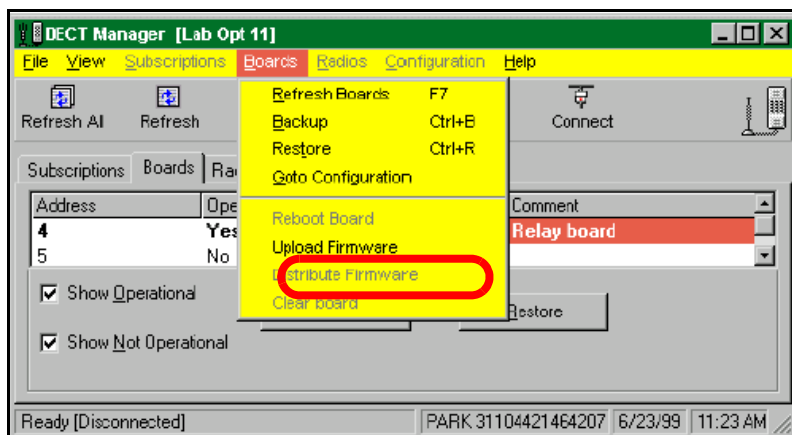 DECT Manager [Lab Opt 11]
File View Subscriptions Boards Radios Configuration Help
Refresh All Refresh Connect
Refresh Boards F7
Backup Ctrl+B
Restore Ctrl+R
Goto Configuration
Reboot Board
Upload Firmware
Distribute Firmware
Clear board
Subscriptions Boards Ra
Address Ope Comment
4 Yes Relay board
5 No
Show Operational
Show Not Operational
Restore
Ready [Disconnected] PARK 31104421464207 6/23/99 11:23 AM